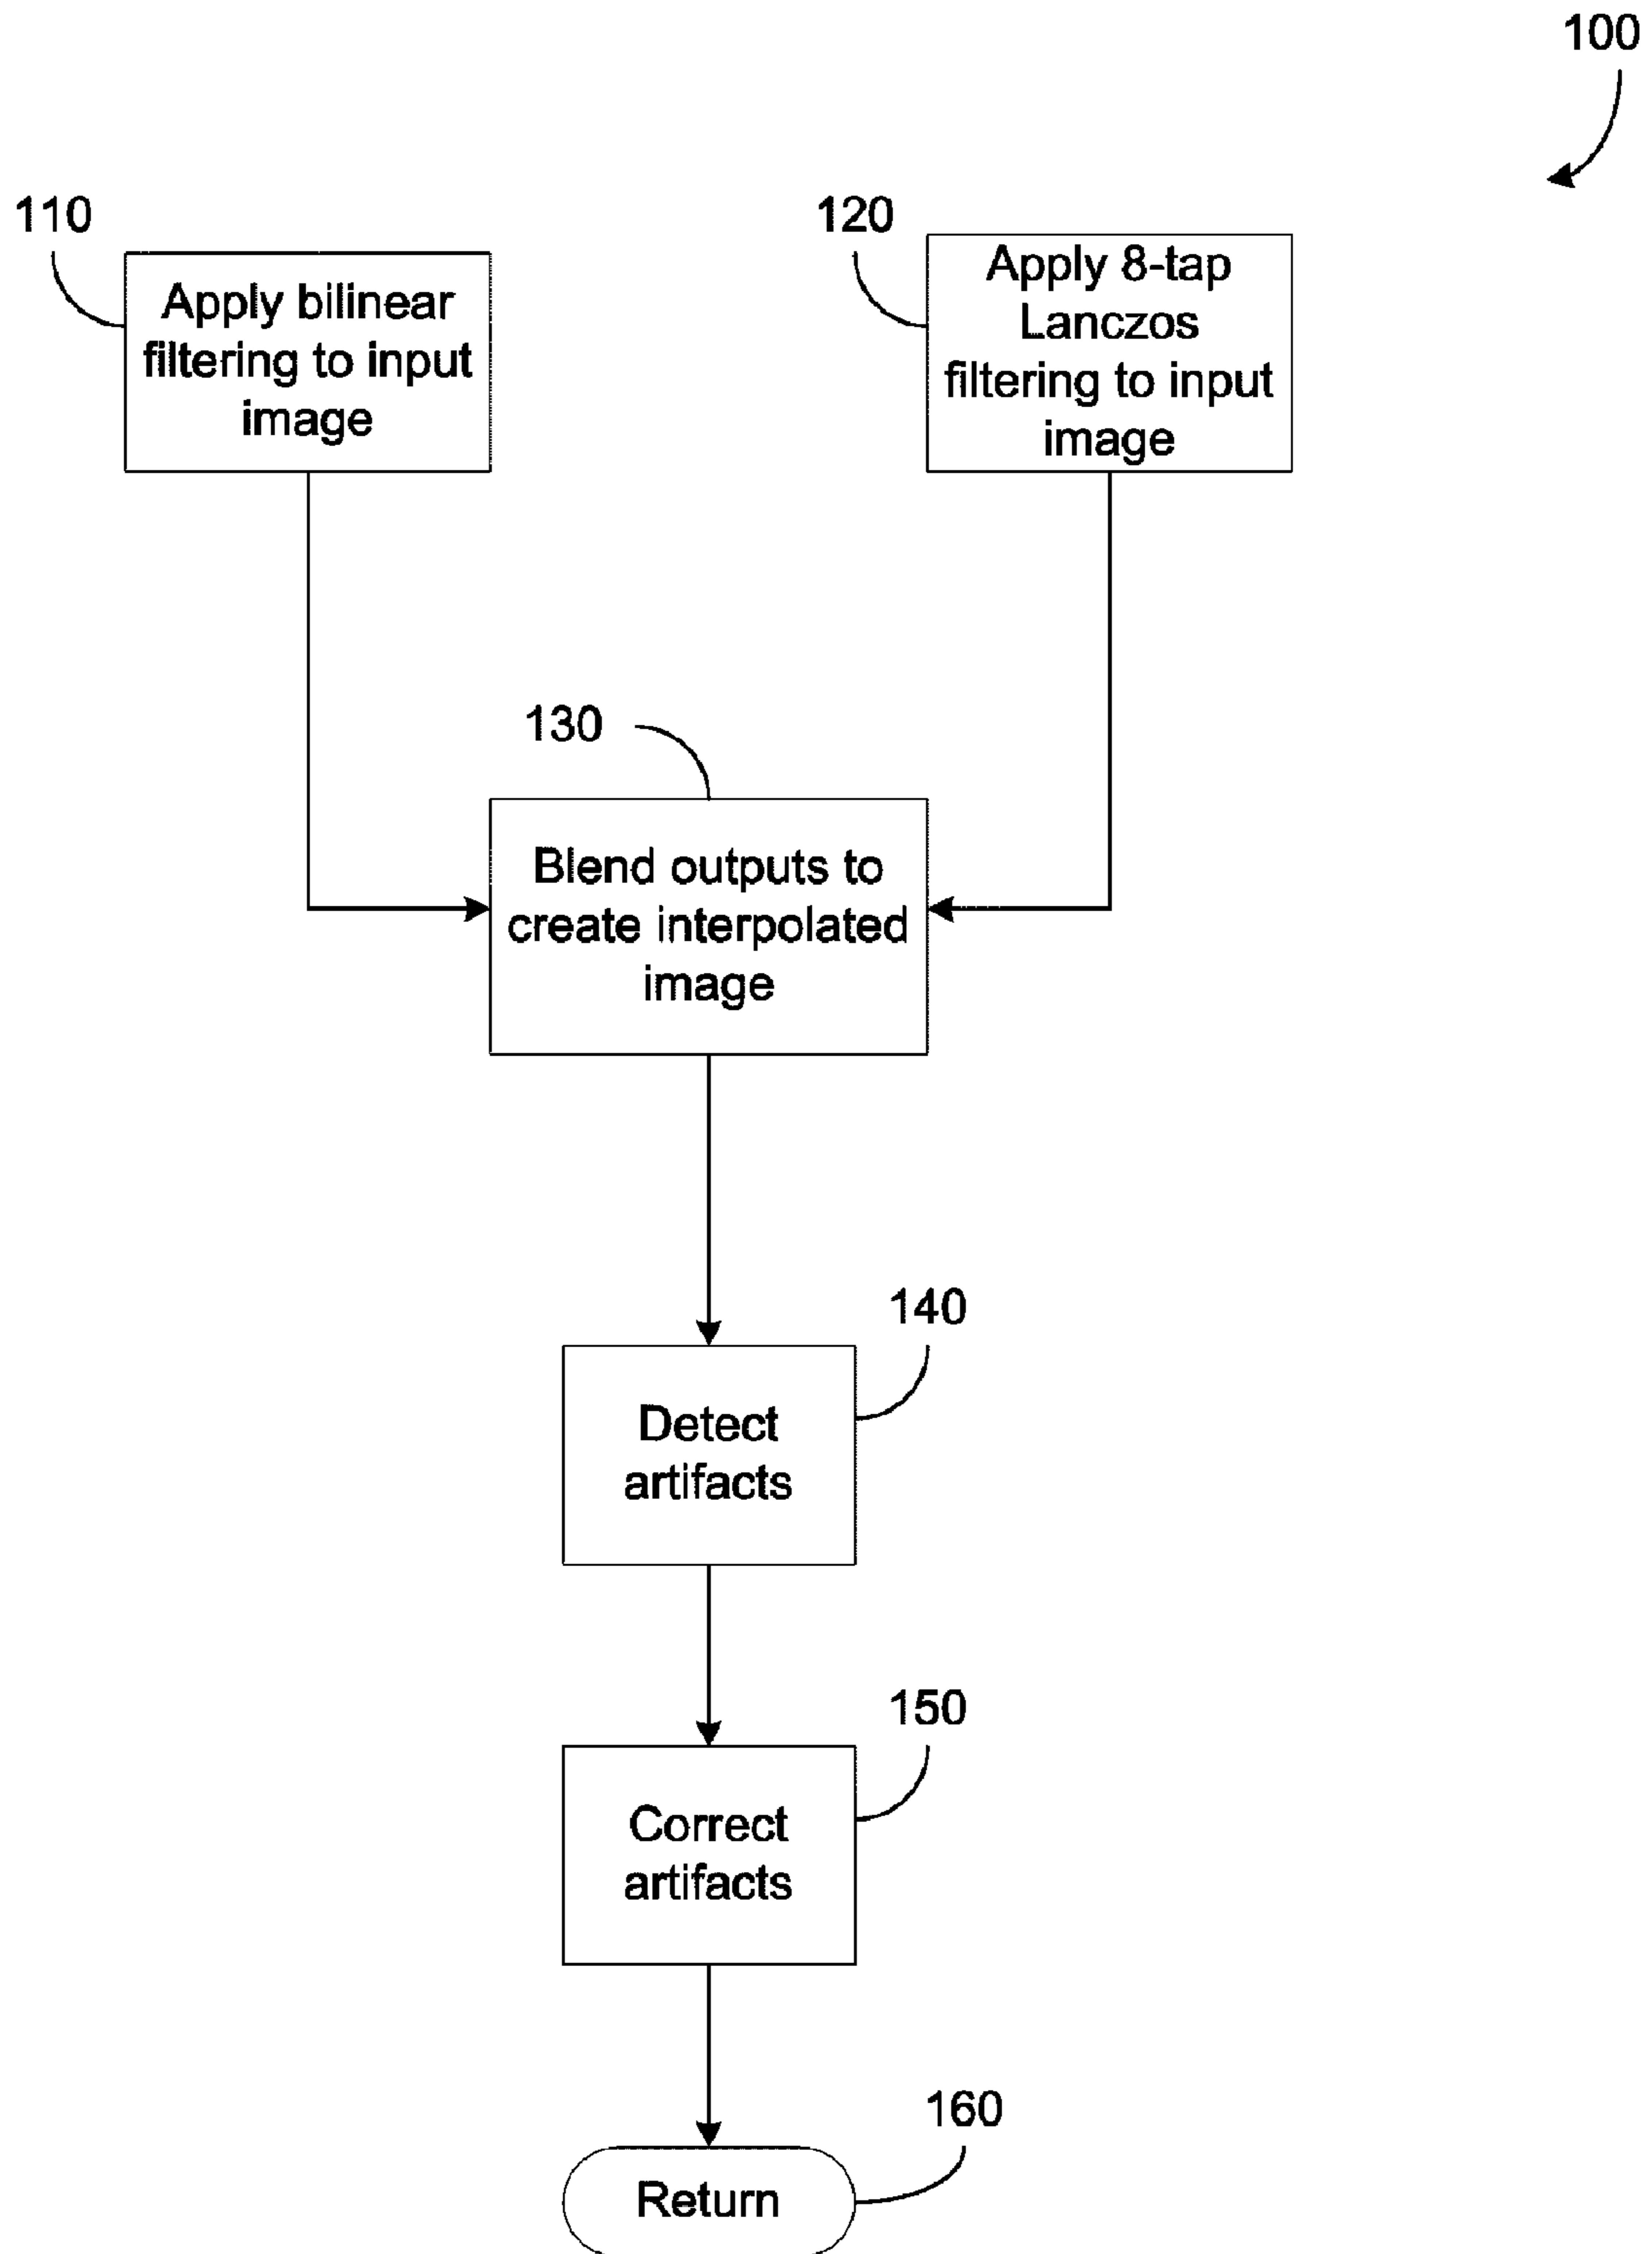 100
110
Apply bilinear
filtering to input
image
120
Apply 8-tap
Lanczos
filtering to input
image
130
Blend outputs to
create interpolated
image
140
Detect
artifacts
150
Correct
artifacts
160
Return